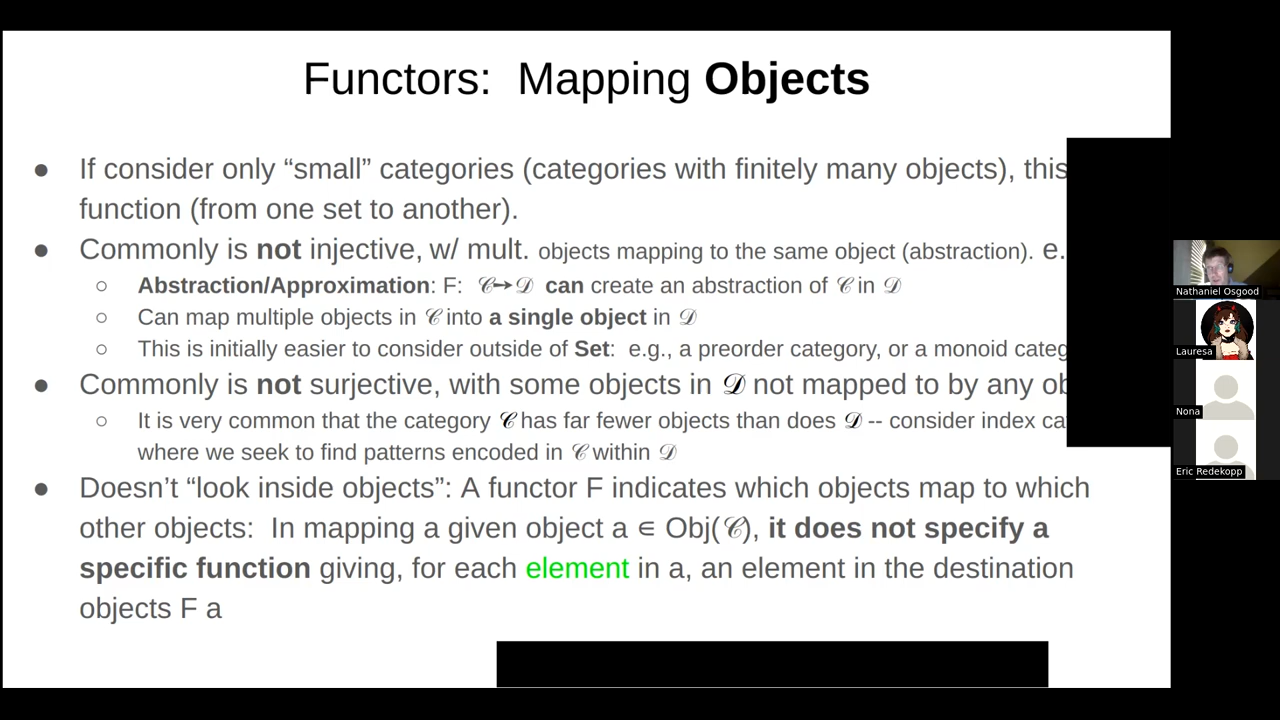 Functors: Mapping Objects
● If consider only “small” categories (categories with finitely many objects), this
function (from one set to another).
● Commonly is not injective, w/ mult. objects mapping to the same object (abstraction). e.
○ Abstraction/Approximation: F: 𝒞→𝒟 can create an abstraction of 𝒞 in 𝒟
○ Can map multiple objects in 𝒞 into a single object in 𝒟
○ This is initially easier to consider outside of Set: e.g., a preorder category, or a monoid categ
● Commonly is not surjective, with some objects in 𝒟 not mapped to by any ob
○ It is very common that the category 𝒞 has far fewer objects than does 𝒟 -- consider index ca
where we seek to find patterns encoded in 𝒞 within 𝒟
● Doesn’t “look inside objects”: A functor F indicates which objects map to which
other objects: In mapping a given object a ∈ Obj(𝒞), it does not specify a
specific function giving, for each element in a, an element in the destination
objects F a
Nathaniel Osgood
Lauresa
Nona
Eric Redekopp